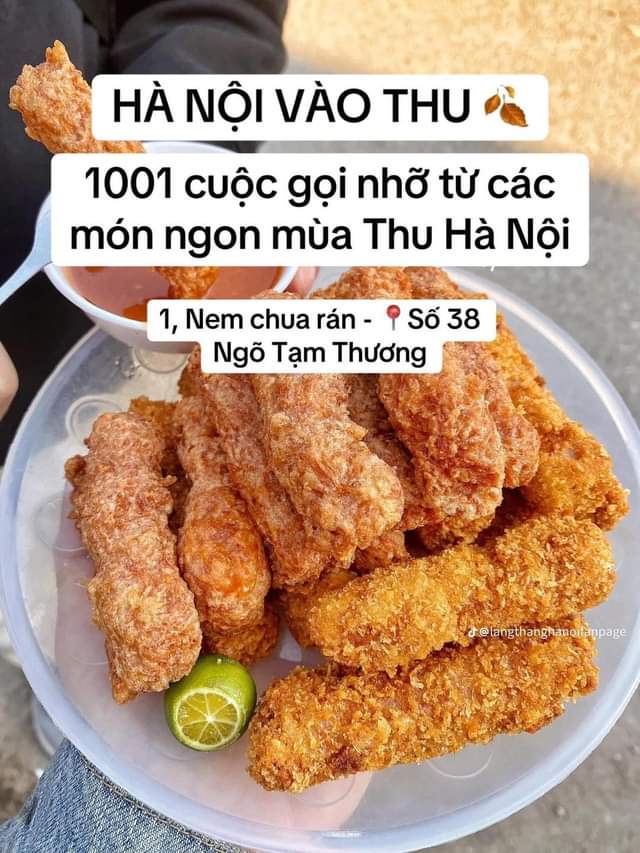 HÀ NỘI VÀO THU 🍂
1001 cuộc gọi nhỡ từ các
món ngon mùa Thu Hà Nội
1, Nem chua rán - 📍Số 38
Ngõ Tạm Thương
@langthanghanoifanpage